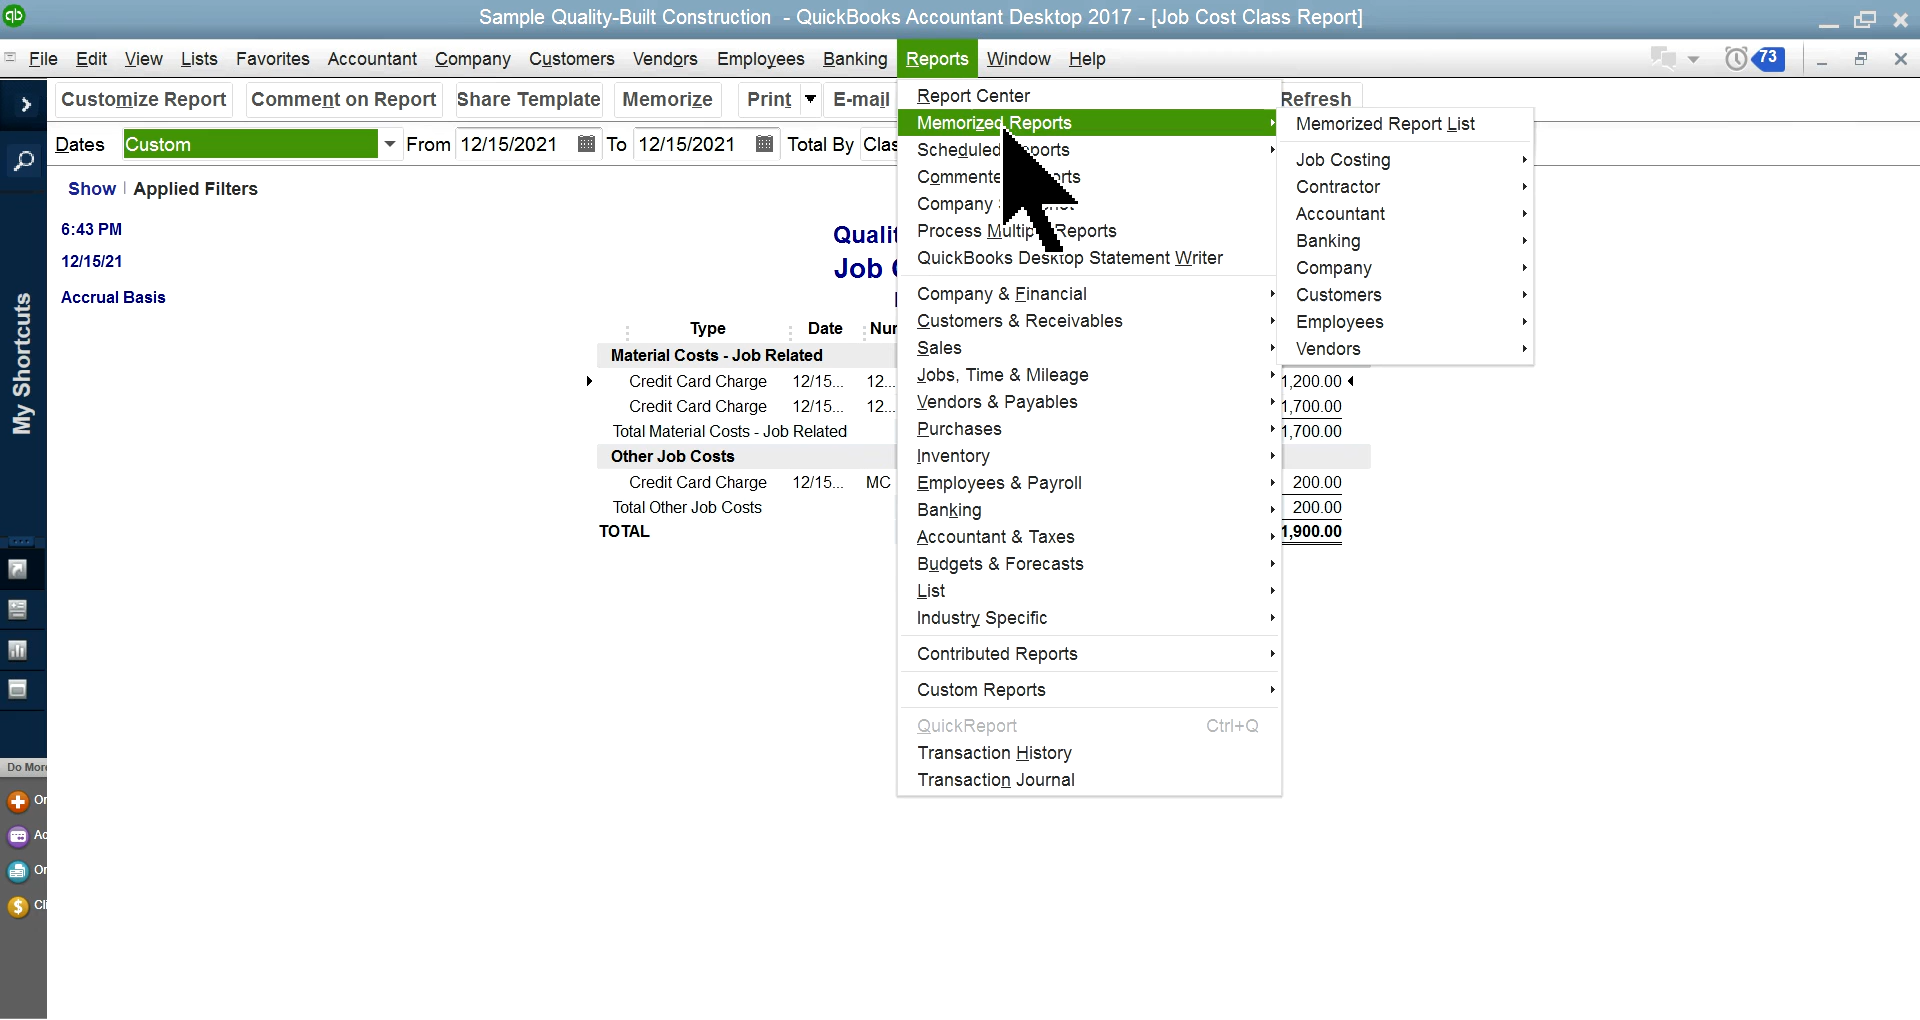 qb
Sample Quality-Built Construction - QuickBooks Accountant Desktop 2017 - [Job Cost Class Report]
File Edit View Lists Favorites Accountant Company Customers Vendors Employees Banking Reports Window Help 73
Customize Report Comment on Report Share Template Memorize Print E-mail Refresh
Dates Custom From 12/15/2021 To 12/15/2021 Total By
Show Applied Filters
6:43 PM
12/15/21
Accrual Basis
Job
Type Date
Material Costs - Job Related
Credit Card Charge 12/15... 12... 1,200.00
Credit Card Charge 12/15... 12... 1,700.00
Total Material Costs - Job Related 1,700.00
Other Job Costs
Credit Card Charge 12/15... MC 200.00
Total Other Job Costs 200.00
TOTAL 1,900.00
Report Center
Memorized Reports
Scheduled
Company
Process Reports
QuickBooks Desktop Statement Writer
Company & Financial
Customers & Receivables
Sales
Jobs, Time & Mileage
Vendors & Payables
Purchases
Inventory
Employees & Payroll
Banking
Accountant & Taxes
Budgets & Forecasts
List
Industry Specific
Contributed Reports
Custom Reports
QuickReport Ctrl+Q
Transaction History
Transaction Journal
Memorized Report List
Job Costing
Contractor
Accountant
Banking
Company
Customers
Employees
Vendors
My Shortcuts
Do More